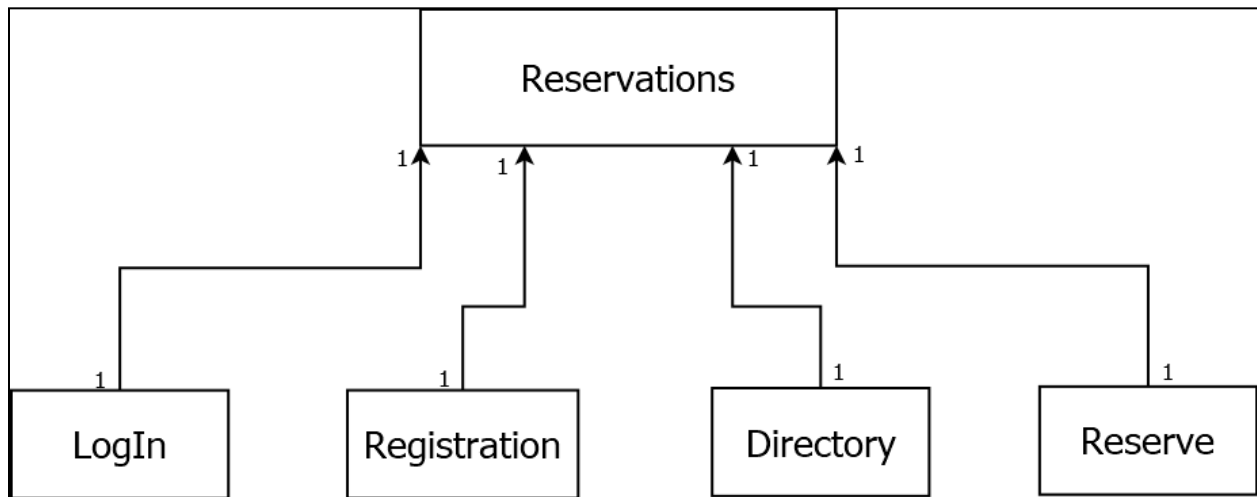 Reservations
1
1
1
1
1
1
1
1
LogIn
Registration
Directory
Reserve